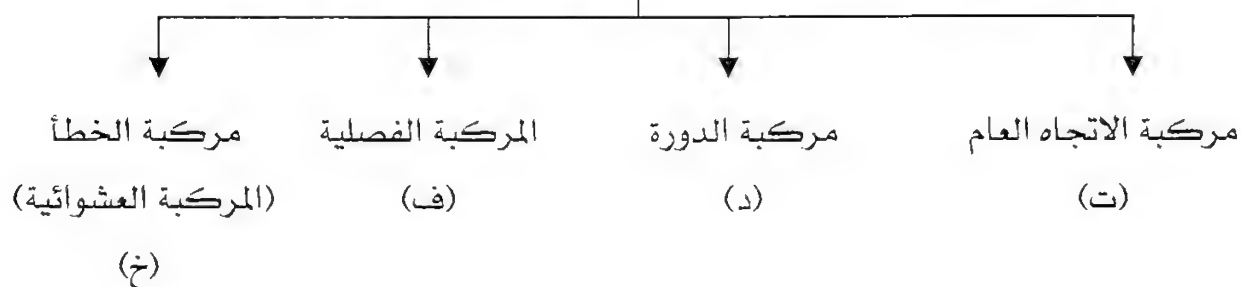 مركبة الاتجاه العام
(ت)
مركبة الدورة
(د)
المركبة الفصلية
(ف)
مركبة الخطأ
(المركبة العشوائية)
(خ)